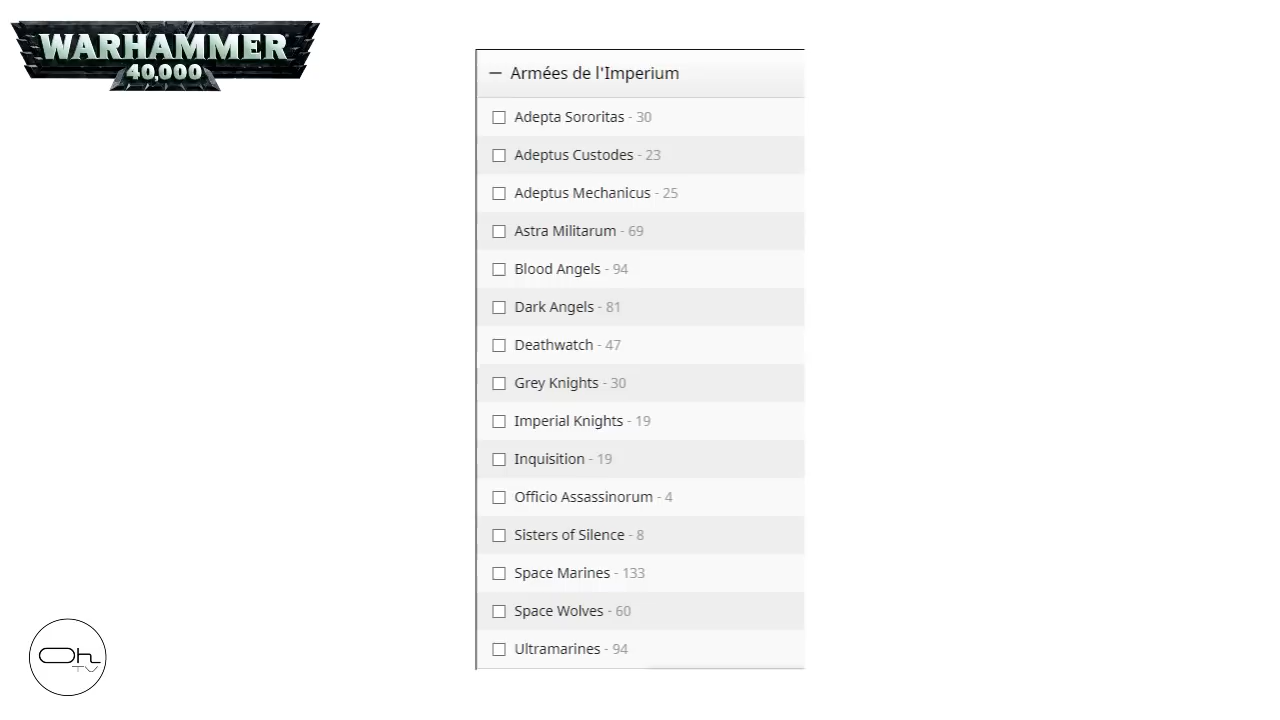 WARHAMMER
40,000
Armées de l'Imperium
Adepta Sororitas - 30
Adeptus Custodes - 23
Adeptus Mechanicus - 25
Astra Militarum - 69
Blood Angels - 94
Dark Angels - 81
Deathwatch - 47
Grey Knights - 30
Imperial Knights - 19
Inquisition - 19
Officio Assassinorum - 4
Sisters of Silence - 8
Space Marines - 133
Space Wolves - 60
Ultramarines - 94
Oh
TV